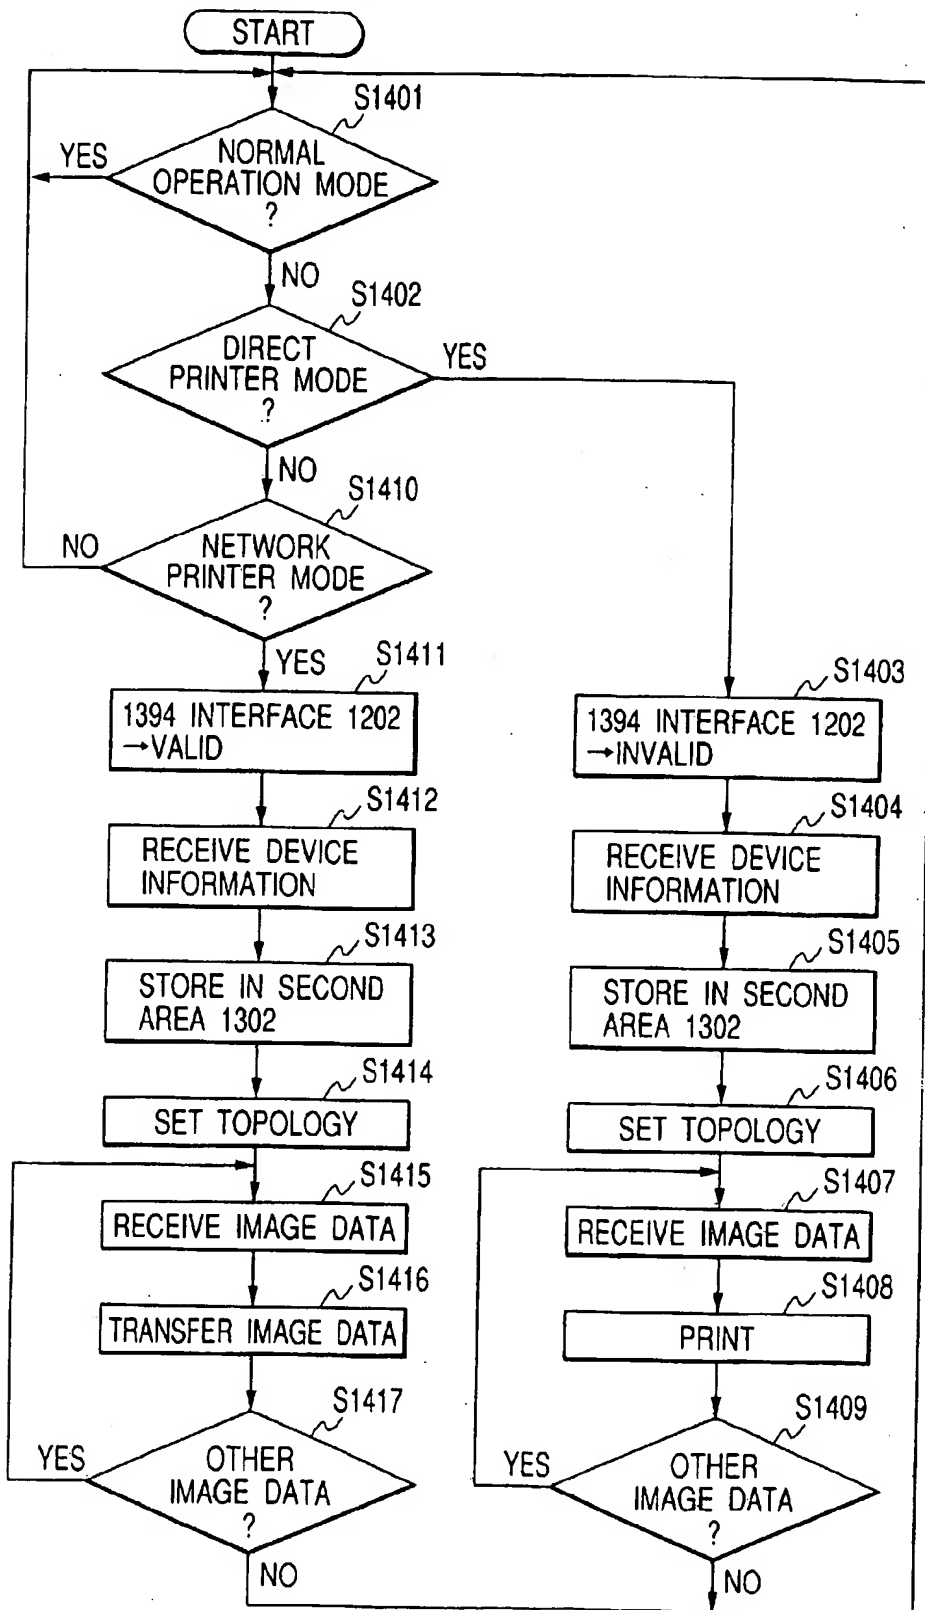 START
S1401
YES
NORMAL
OPERATION MODE
?
NO
S1402
DIRECT
PRINTER MODE
?
YES
NO
S1410
NO
NETWORK
PRINTER MODE
?
YES
S1411
1394 INTERFACE 1202
→VALID
S1412
RECEIVE DEVICE
INFORMATION
S1413
STORE IN SECOND
AREA 1302
S1414
SET TOPOLOGY
S1415
RECEIVE IMAGE DATA
S1416
TRANSFER IMAGE DATA
S1417
YES
OTHER
IMAGE DATA
?
NO
S1403
1394 INTERFACE 1202
→INVALID
S1404
RECEIVE DEVICE
INFORMATION
S1405
STORE IN SECOND
AREA 1302
S1406
SET TOPOLOGY
S1407
RECEIVE IMAGE DATA
S1408
PRINT
S1409
YES
OTHER
IMAGE DATA
?
NO